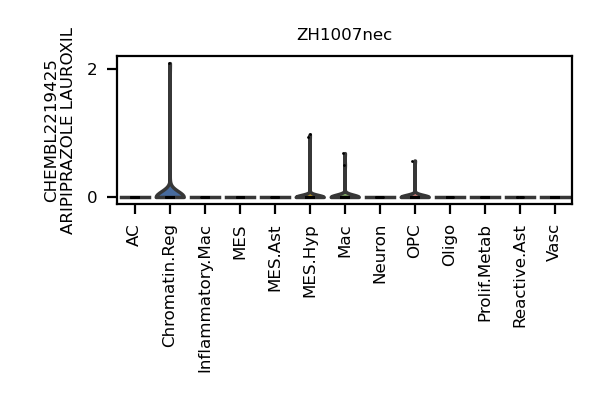 ZH1007nec
CHEMBL2219425
ARIPIPRAZOLE LAUROXIL
2
0
AC
Chromatin.Reg
Inflammatory.Mac
MES
MES.Ast
MES.Hyp
Mac
Neuron
OPC
Oligo
Prolif.Metab
Reactive.Ast
Vasc